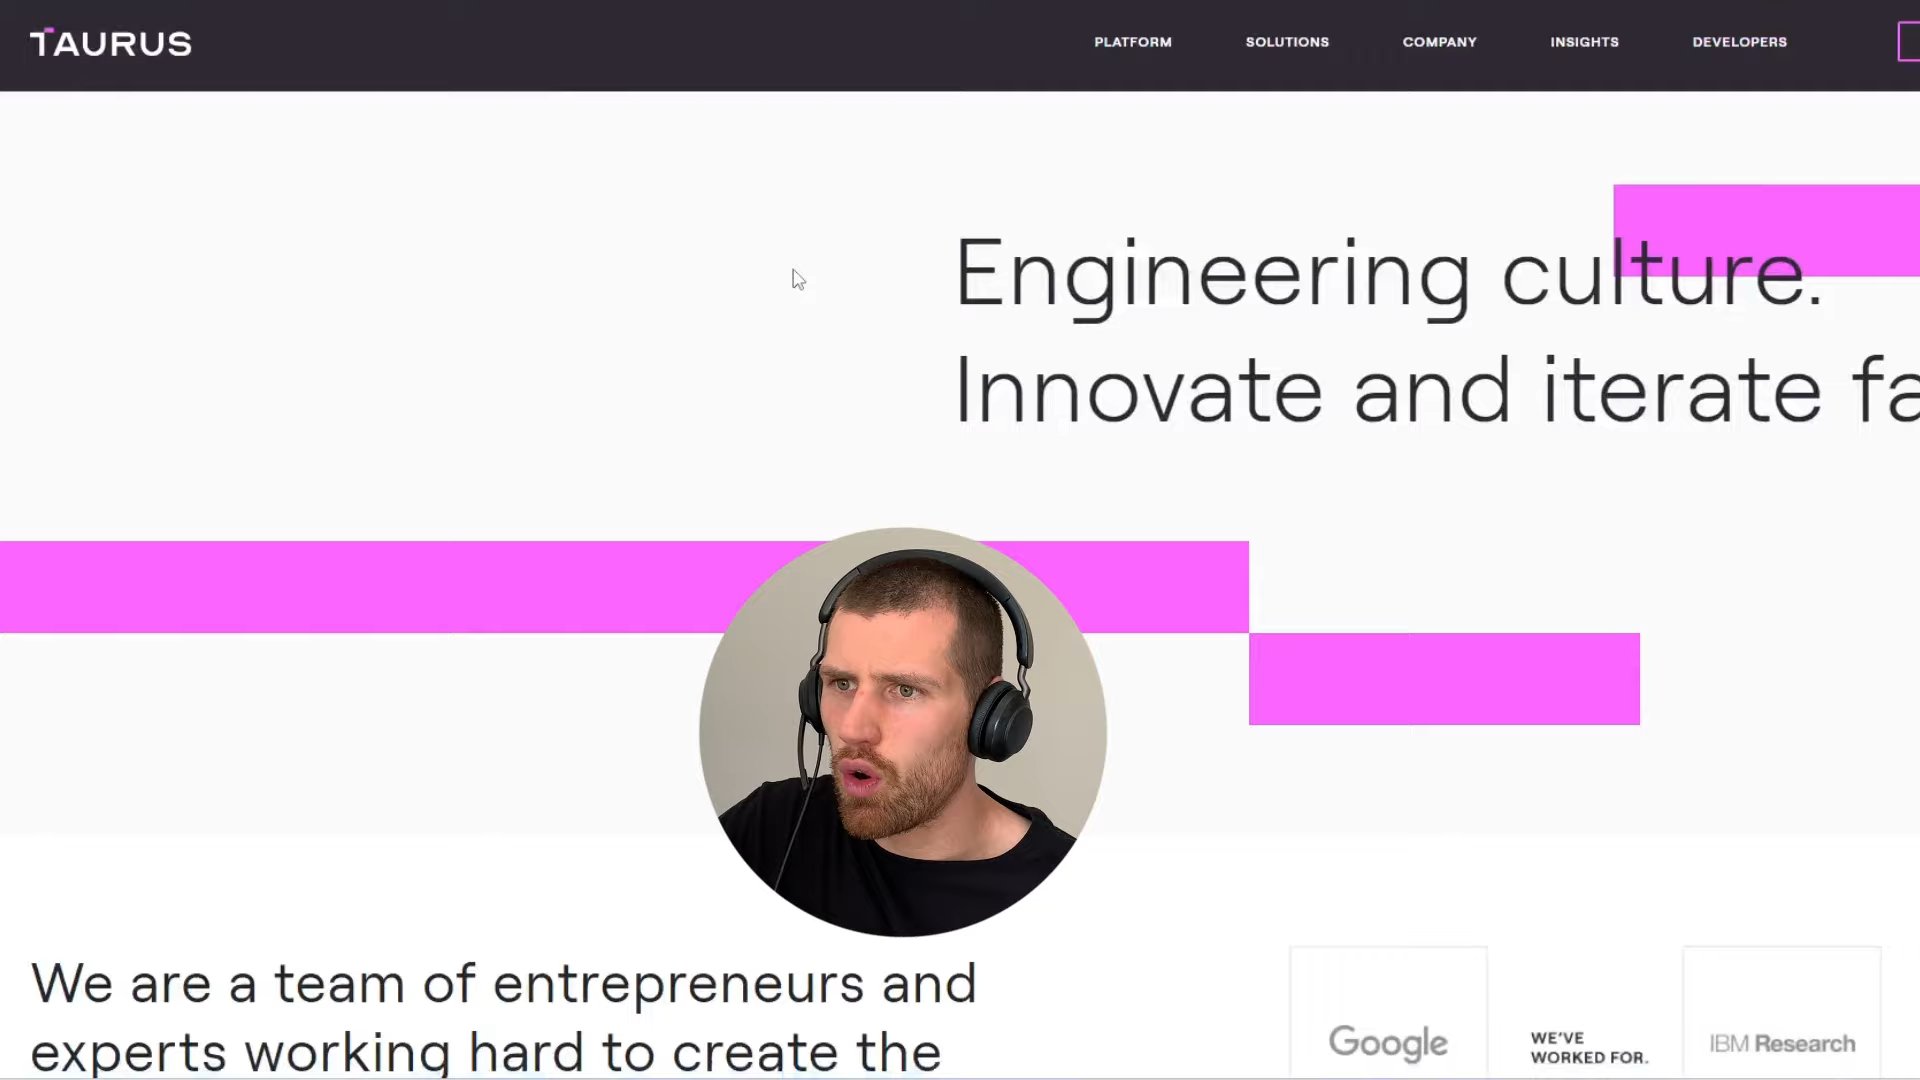 TAURUS
PLATFORM SOLUTIONS COMPANY INSIGHTS DEVELOPERS
Engineering culture.
Innovate and iterate fa
We are a team of entrepreneurs and
experts working hard to create the
Google
WE'VE
WORKED FOR.
IBM Research